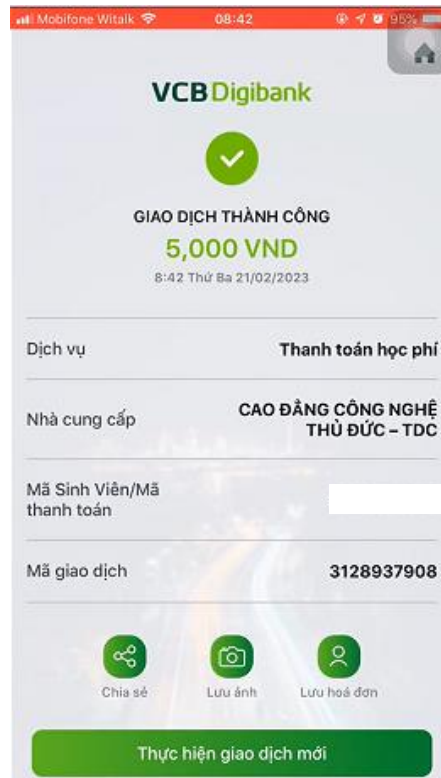 Mobifone Witalk 08:42 95%
VCB Digibank
GIAO DỊCH THÀNH CÔNG
5,000 VND
8:42 Thứ Ba 21/02/2023
Dịch vụ Thanh toán học phí
Nhà cung cấp CAO ĐẲNG CÔNG NGHỆ
THỦ ĐỨC – TDC
Mã Sinh Viên/Mã
thanh toán
Mã giao dịch 3128937908
Chia sẻ Lưu ảnh Lưu hoá đơn
Thực hiện giao dịch mới